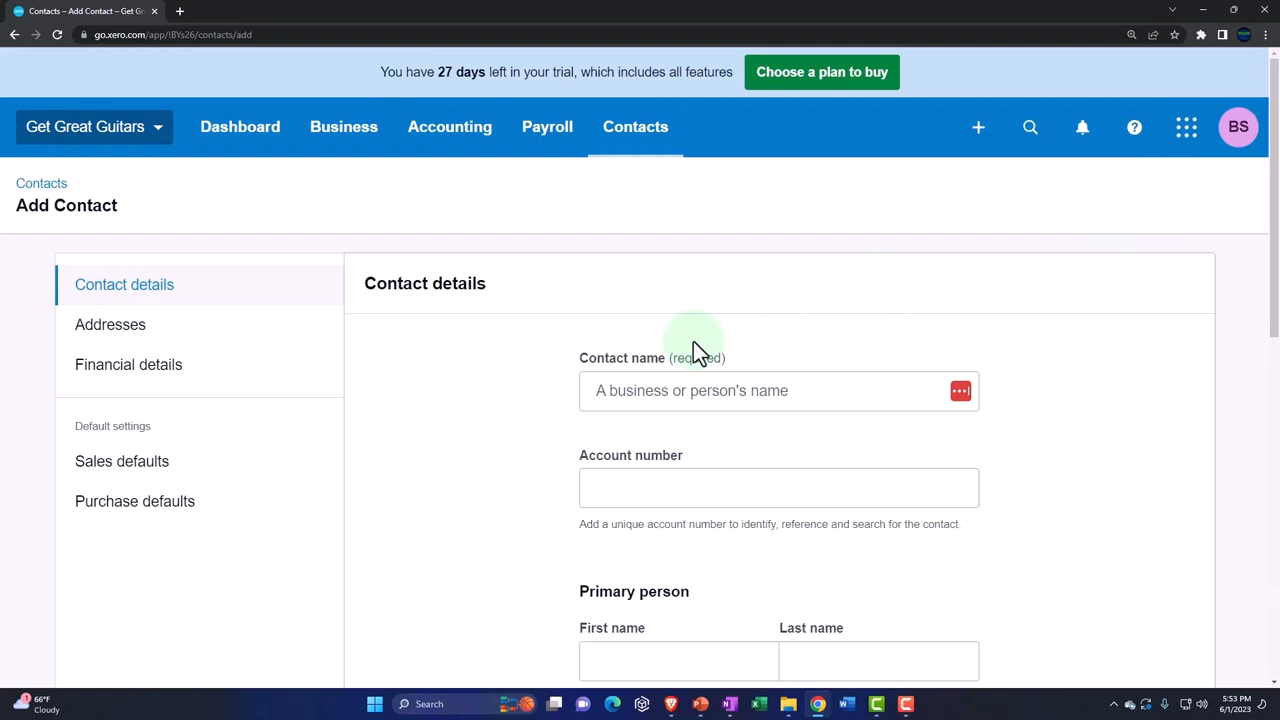 Contacts – Add Contact – Get Gr
go.xero.com/app/!BYs26/contacts/add
You have 27 days left in your trial, which includes all features
Choose a plan to buy
Get Great Guitars
Dashboard
Business
Accounting
Payroll
Contacts
BS
Contacts
Add Contact
Contact details
Addresses
Financial details
Default settings
Sales defaults
Purchase defaults
Contact details
Contact name (required)
A business or person's name
Account number
Add a unique account number to identify, reference and search for the contact.
Primary person
First name
Last name
66°F
Cloudy
Search
5:53 PM
6/1/2023